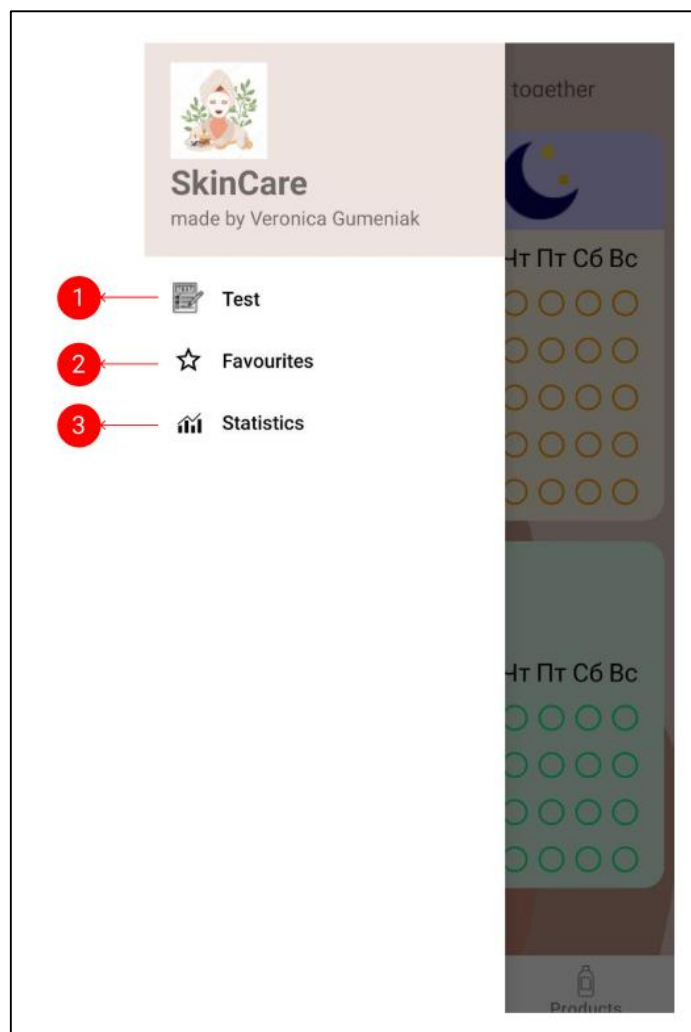 together
SkinCare
made by Veronica Gumeniak
Чт Пт Сб Вс
1 Test
2 Favourites
3 Statistics
Чт Пт Сб Вс
Products